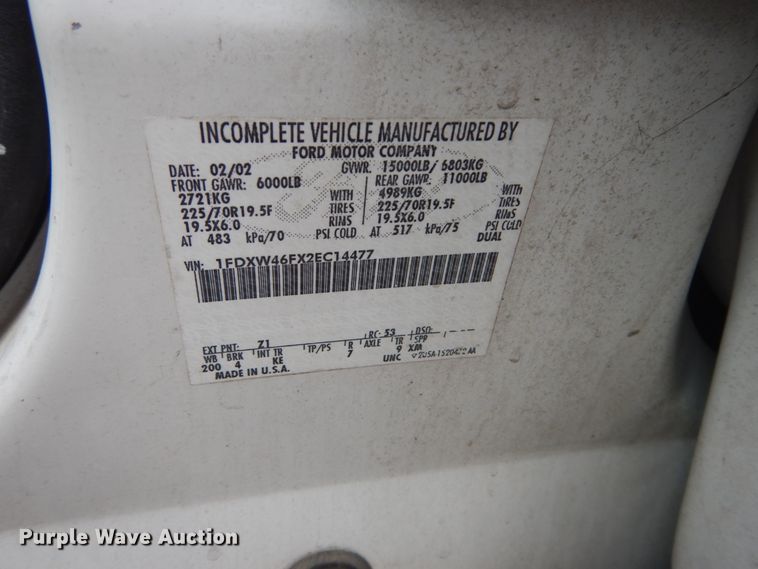 INCOMPLETE VEHICLE MANUFACTURED BY
FORD MOTOR COMPANY
DATE: 02/02 GVWR: 15000LB/ 6803KG
FRONT GAWR: 6000LB REAR GAWR: 11000LB
2721KG WITH 4989KG WITH
225/70R19.5F TIRES 225/70R19.5F TIRES
19.5X6.0 RIMS 19.5X6.0 RIMS
AT 483 kPa/70 PSI COLD AT 517 kPa/75 PSI COLD
DUAL
VIN: 1FDXW46FX2EC14477
EXT PNT: Z1 RC: 53 DSO:
WB BRK INT TR TP/PS R AXLE TR SPR
200 4 KE 7 9 XM
MADE IN U.S.A. UNC
Purple Wave Auction